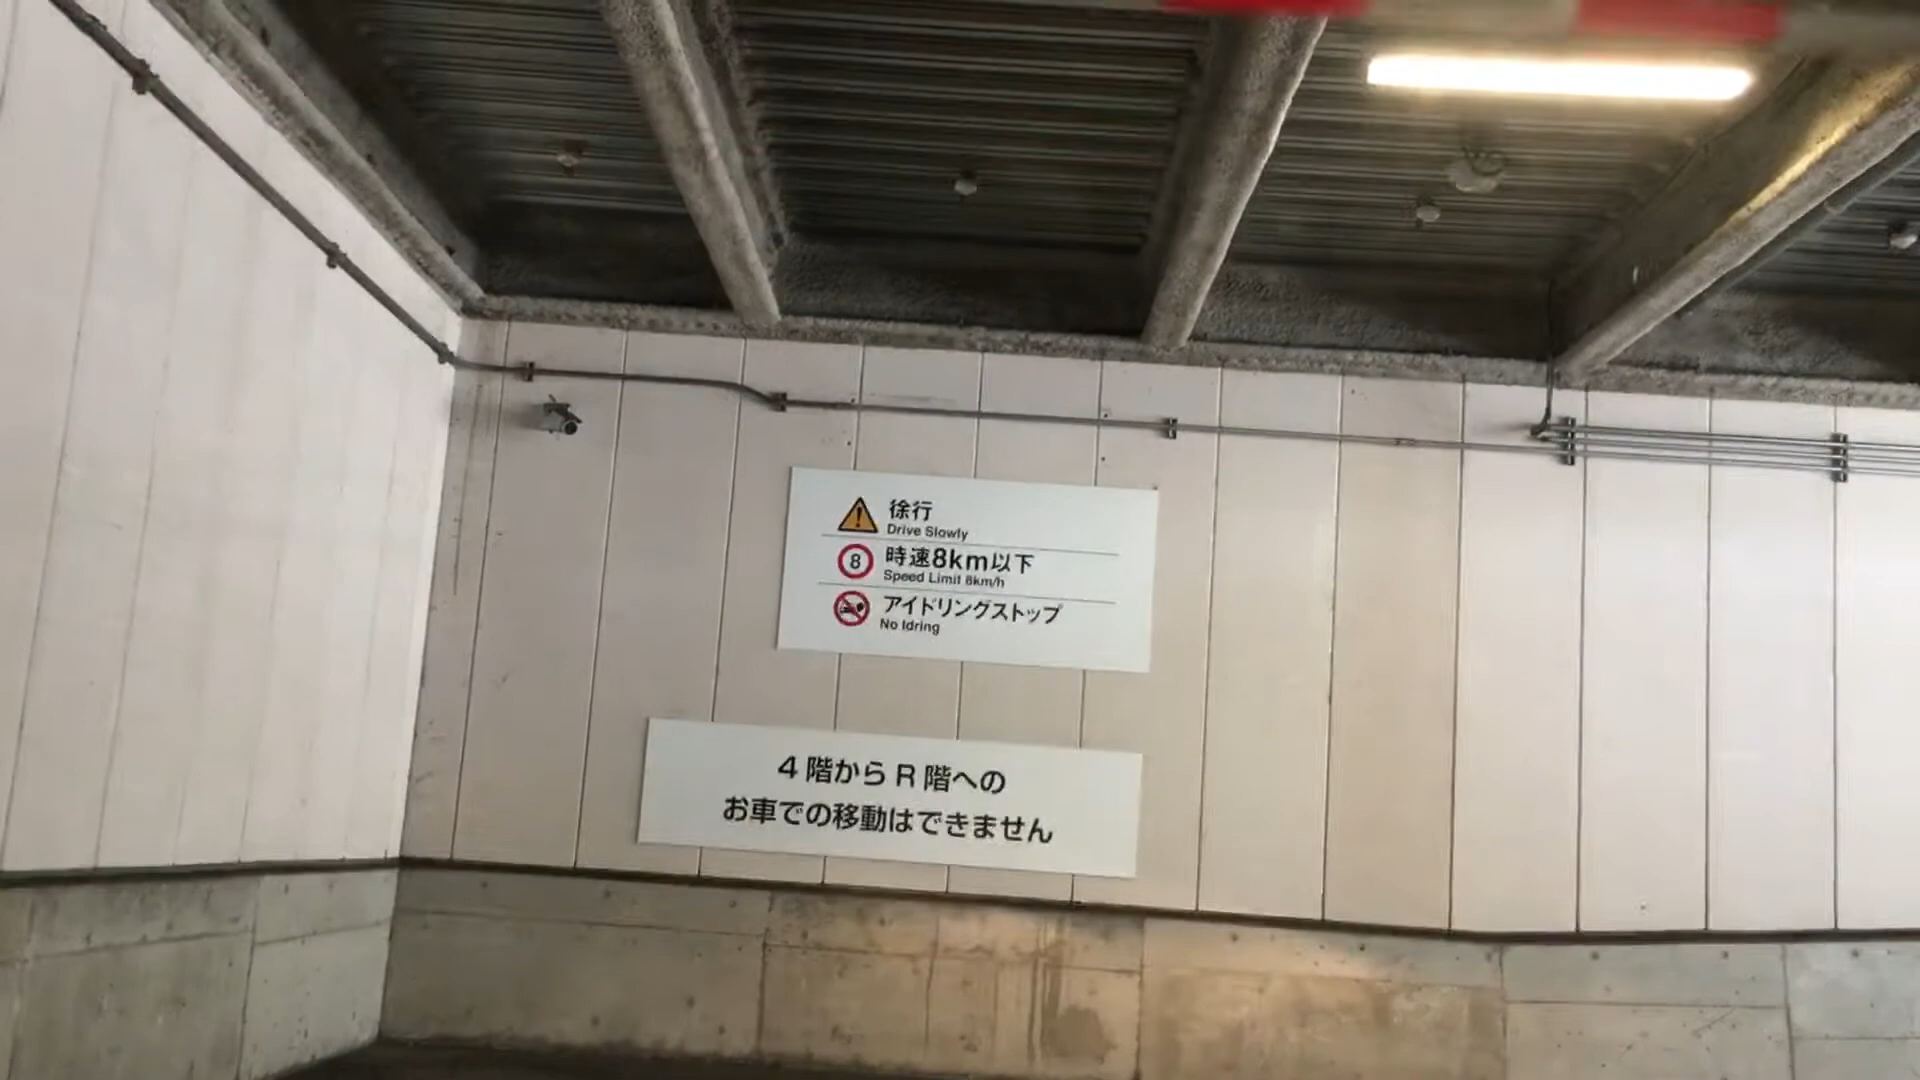 徐行
Drive Slowly
8
時速8km以下
Speed Limit 8km/h
アイドリングストップ
No Idring
4階からR階への
お車での移動はできません